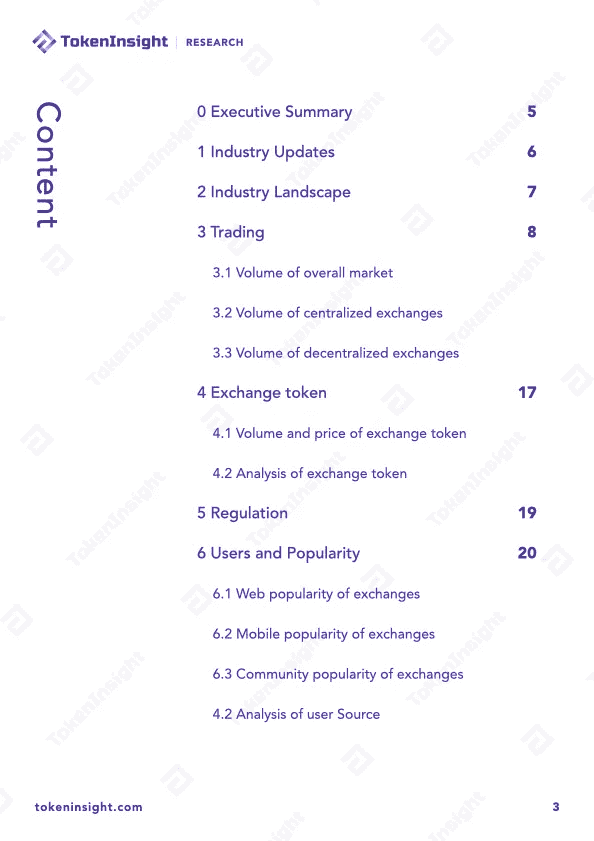 TokenInsight | RESEARCH
Content
0 Executive Summary 5
1 Industry Updates 6
2 Industry Landscape 7
3 Trading 8
3.1 Volume of overall market
3.2 Volume of centralized exchanges
3.3 Volume of decentralized exchanges
4 Exchange token 17
4.1 Volume and price of exchange token
4.2 Analysis of exchange token
5 Regulation 19
6 Users and Popularity 20
6.1 Web popularity of exchanges
6.2 Mobile popularity of exchanges
6.3 Community popularity of exchanges
4.2 Analysis of user Source
tokeninsight.com 3